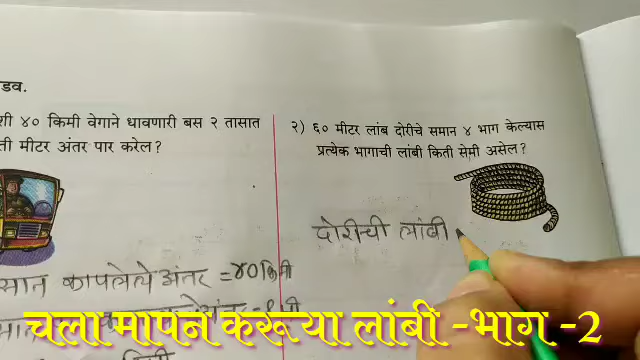 डव.
शी ४० किमी वेगाने धावणारी बस २ तासात
ती मीटर अंतर पार करेल?
२) ६० मीटर लांब दोरीचे समान ४ भाग केल्यास
प्रत्येक भागाची लांबी किती सेमी असेल?
दोरीची लांबी
सात कापलेले अंतर = ४० किमी
चला मापन करूया लांबी -भाग -2